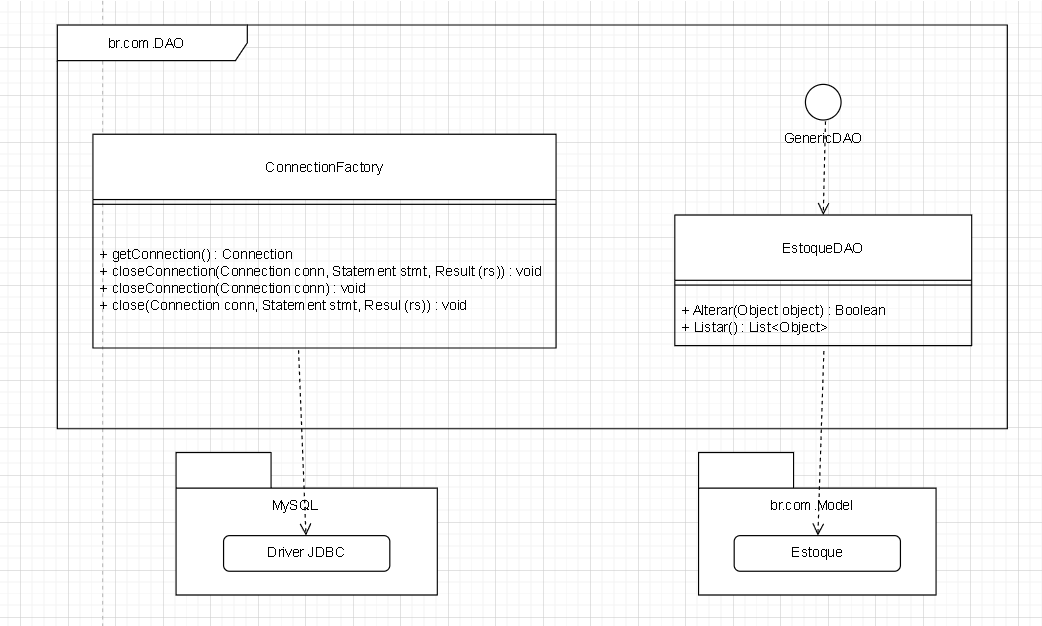 br.com.DAO
GenericDAO
ConnectionFactory
+ getConnection() : Connection
+ closeConnection(Connection conn, Statement stmt, Result (rs)) : void
+ closeConnection(Connection conn) : void
+ close(Connection conn, Statement stmt, Resul (rs)) : void
EstoqueDAO
+ Alterar(Object object) : Boolean
+ Listar() : List<Object>
MySQL
Driver JDBC
br.com.Model
Estoque